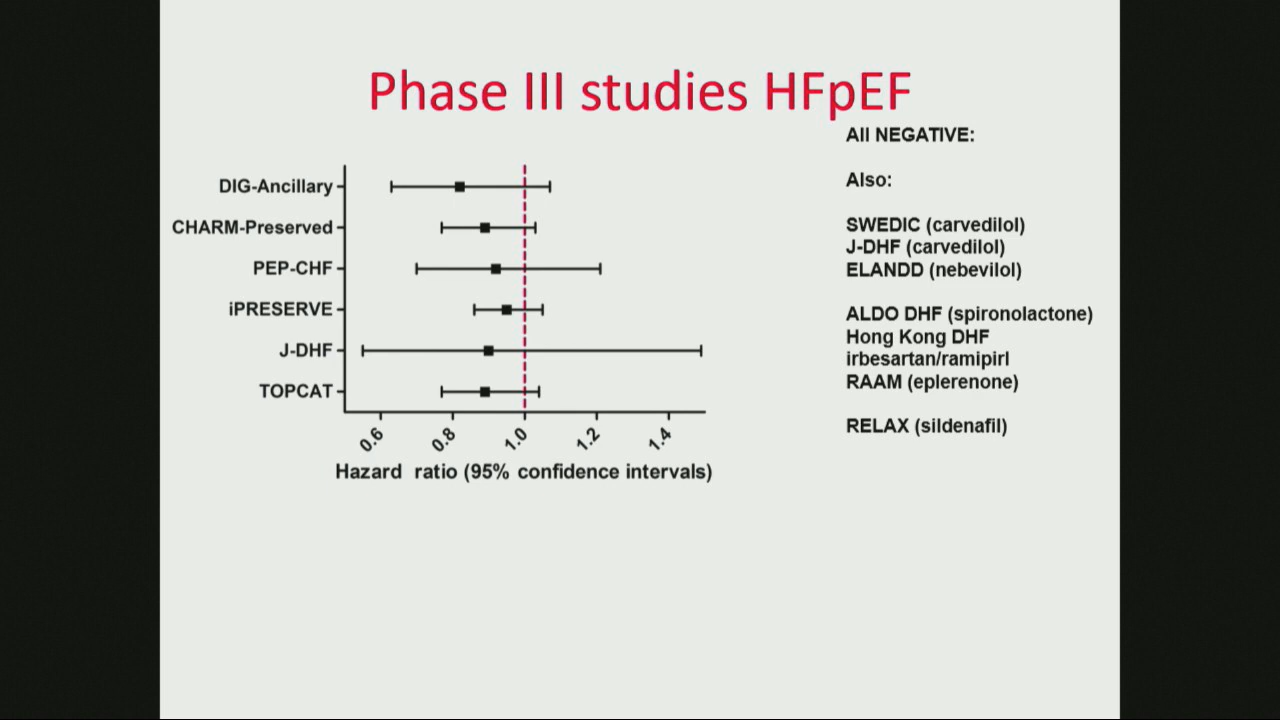 Phase III studies HFpEF
All NEGATIVE:
Also:
SWEDIC (carvedilol)
J-DHF (carvedilol)
ELANDD (nebevilol)
ALDO DHF (spironolactone)
Hong Kong DHF
irbesartan/ramipirl
RAAM (eplerenone)
RELAX (sildenafil)
DIG-Ancillary
CHARM-Preserved
PEP-CHF
iPRESERVE
J-DHF
TOPCAT
0.6 0.8 1.0 1.2 1.4
Hazard ratio (95% confidence intervals)